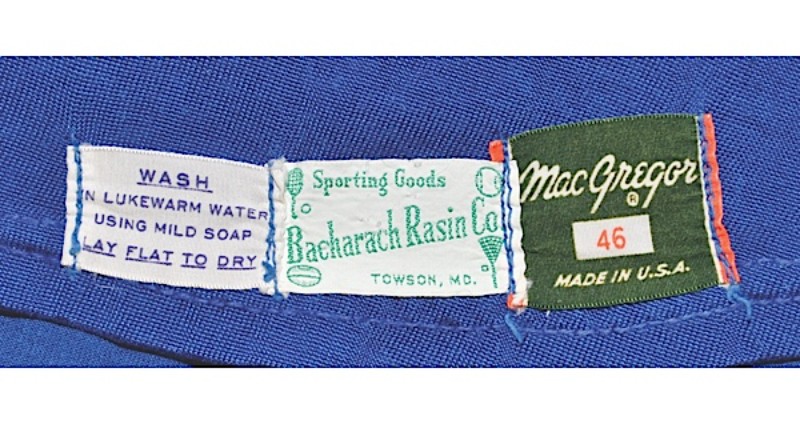 WASH
N LUKEWARM WATER
USING MILD SOAP
LAY FLAT TO DRY
Sporting Goods
Bacharach Rasin Co
TOWSON, MD.
MacGregor
®
46
MADE IN U.S.A.